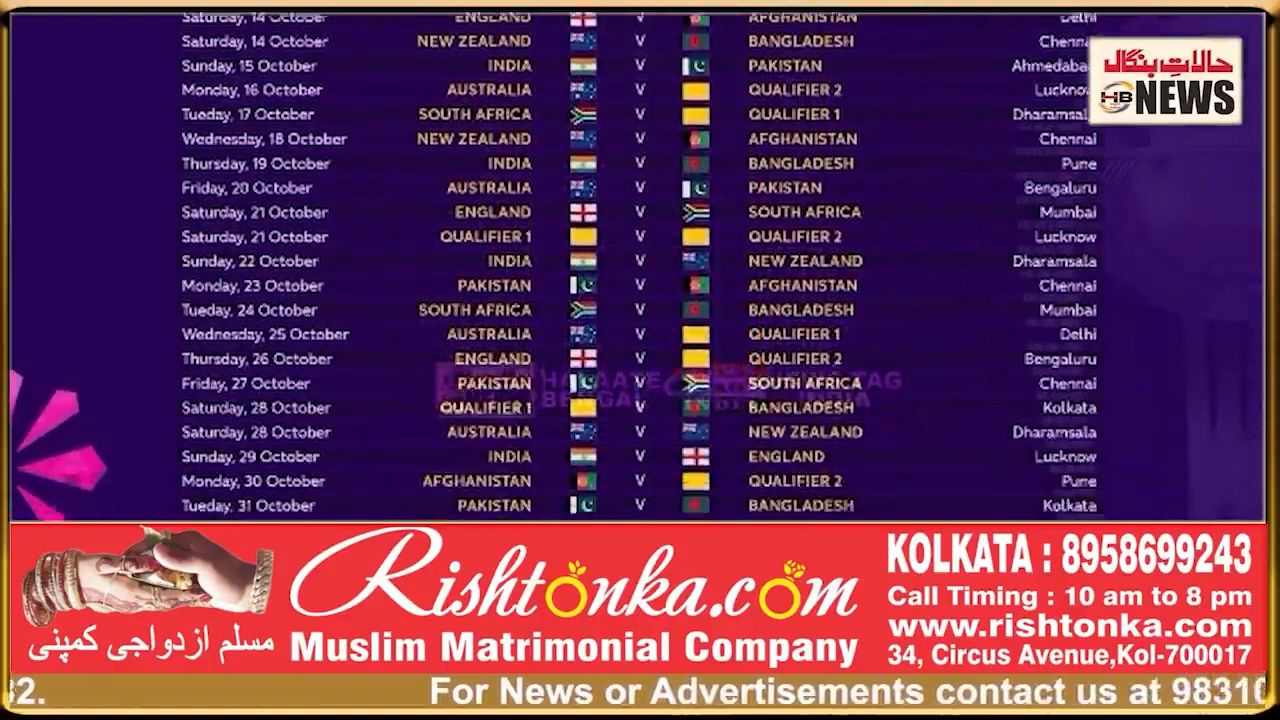 Saturday, 14 October ENGLAND AFGHANISTAN Delhi
Saturday, 14 October NEW ZEALAND V BANGLADESH Chennai
Sunday, 15 October INDIA V PAKISTAN Ahmedabad
Monday, 16 October AUSTRALIA V QUALIFIER 2 Lucknow
Tueday, 17 October SOUTH AFRICA V QUALIFIER 1 Dharamsala
Wednesday, 18 October NEW ZEALAND V AFGHANISTAN Chennai
Thursday, 19 October INDIA V BANGLADESH Pune
Friday, 20 October AUSTRALIA V PAKISTAN Bengaluru
Saturday, 21 October ENGLAND V SOUTH AFRICA Mumbai
Saturday, 21 October QUALIFIER 1 V QUALIFIER 2 Lucknow
Sunday, 22 October INDIA V NEW ZEALAND Dharamsala
Monday, 23 October PAKISTAN V AFGHANISTAN Chennai
Tueday, 24 October SOUTH AFRICA V BANGLADESH Mumbai
Wednesday, 25 October AUSTRALIA V QUALIFIER 1 Delhi
Thursday, 26 October ENGLAND V QUALIFIER 2 Bengaluru
Friday, 27 October PAKISTAN V SOUTH AFRICA Chennai
Saturday, 28 October QUALIFIER 1 V BANGLADESH Kolkata
Saturday, 28 October AUSTRALIA V NEW ZEALAND Dharamsala
Sunday, 29 October INDIA V ENGLAND Lucknow
Monday, 30 October AFGHANISTAN V QUALIFIER 2 Pune
Tueday, 31 October PAKISTAN V BANGLADESH Kolkata
حالاتِ بنگال
HB NEWS
مسلم ازدواجی کمپنی
Rishtonka.com
Muslim Matrimonial Company
KOLKATA : 8958699243
Call Timing : 10 am to 8 pm
www.rishtonka.com
34, Circus Avenue,Kol-700017
2. For News or Advertisements contact us at 9831